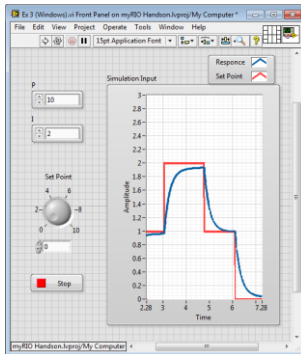 Ex 3 (Windows).vi Front Panel on myRIO Handson.lvproj/My Computer *
File Edit View Project Operate Tools Window Help
15pt Application Font
Responce
Set Point
P
10
I
2
Simulation Input
Set Point
4 6
2 8
0 10
0
Stop
Amplitude
3
2.8
2.6
2.4
2.2
2
1.8
1.6
1.4
1.2
1
0.8
0.6
0.4
0.2
0
2.28 3 4 5 6 7.28
Time
myRIO Handson.lvproj/My Computer